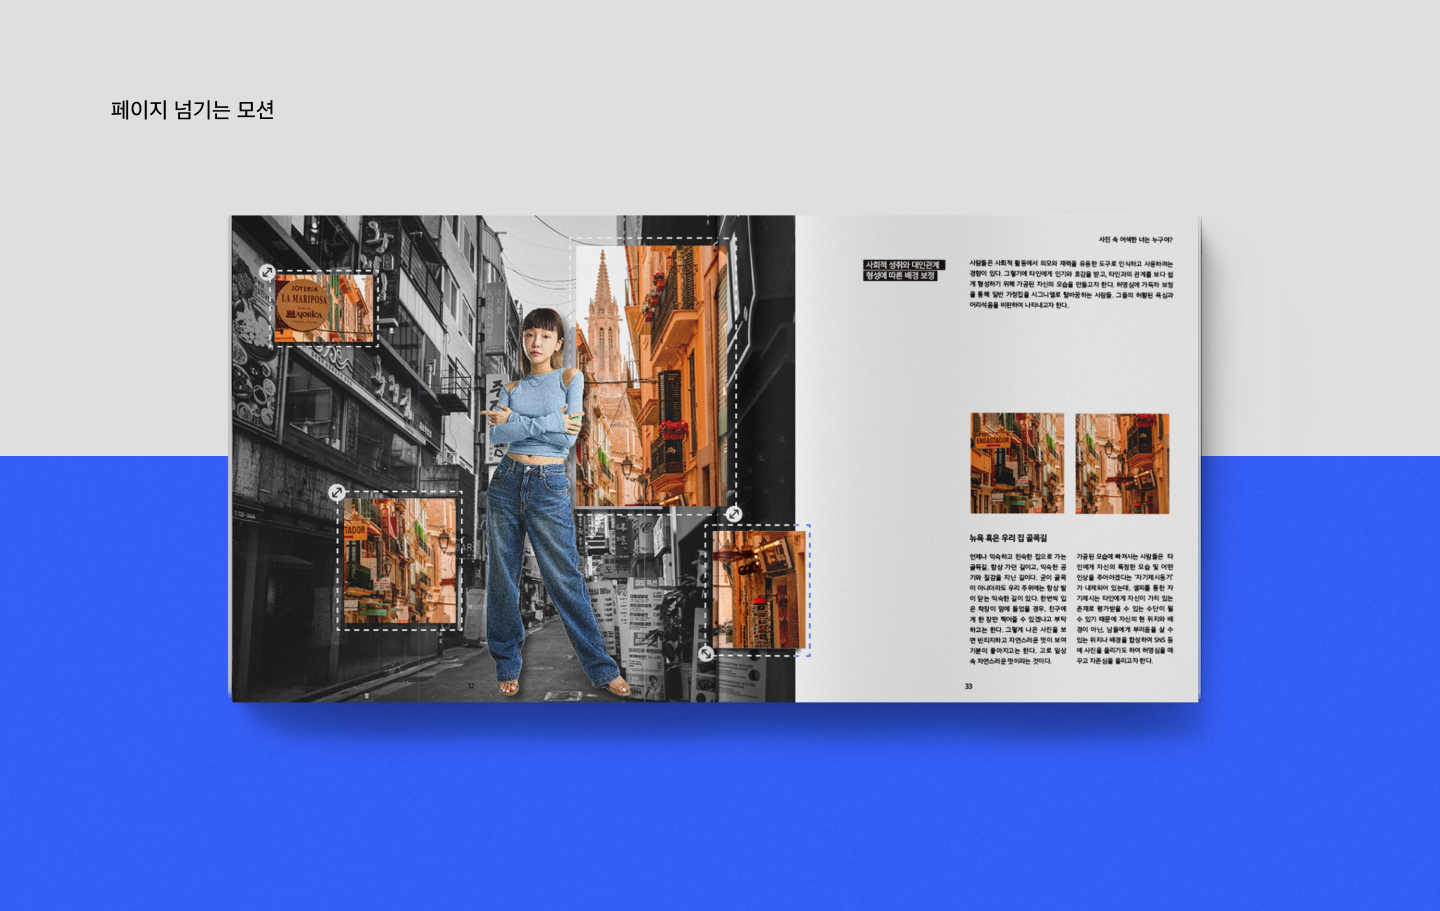 페이지 넘기는 모션
JOYERIA
LA MARIPOSA
MAJORICA
TADOR
12
사진 속 어색한 너는 누구야?
사회적 성취와 대인관계
형성에 따른 배경 보정
사람들은 사회적 활동에서 외모와 재력을 유용한 도구로 인식하고 사용하려는
경향이 있다. 그렇기에 타인에게 인기와 호감을 받고, 타인과의 관계를 보다 쉽
게 형성하기 위해 가공된 자신의 모습을 만들고자 한다. 허영심에 가득차 보정
을 통해 일반 가정집을 시그니엘로 탈바꿈하는 사람들. 그들의 허황된 욕심과
어리석음을 비판하여 나타내고자 한다.
ENGASTADOR
뉴욕 혹은 우리 집 골목길
언제나 익숙하고 친숙한 집으로 가는
골목길. 항상 가던 길이고, 익숙한 공
기와 질감을 지닌 길이다. 굳이 골목
이 아니더라도 우리 주위에는 항상 발
이 닫는 익숙한 길이 있다. 한번씩 입
은 착장이 맘에 들었을 경우, 친구에
게 한 장만 찍어줄 수 있겠냐고 부탁
하고는 한다. 그렇게 나온 사진을 보
면 빈티지하고 자연스러운 멋이 보여
기분이 좋아지고는 한다. 고로 일상
속 자연스러운 멋이라는 것이다.
가공된 모습에 빠져사는 사람들은 타
인에게 자신의 특정한 모습 및 어떤
인상을 주어야겠다는 '자기제시동기'
가 내제되어 있는데, 셀피를 통한 자
기제시는 타인에게 자신이 가치 있는
존재로 평가받을 수 있는 수단이 될
수 있기 때문에 자신의 현 위치와 배
경이 아닌, 남들에게 부러움을 살 수
있는 위치나 배경을 합성하여 SNS 등
에 사진을 올리기도 하며 허영심을 메
꾸고 자존심을 올리고자 한다.
33